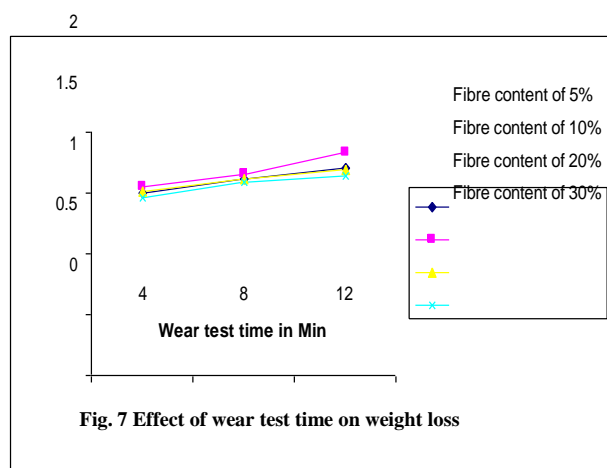 2
1.5
1
0.5
0
4 8 12
Wear test time in Min
Fibre content of 5%
Fibre content of 10%
Fibre content of 20%
Fibre content of 30%
Fig. 7 Effect of wear test time on weight loss